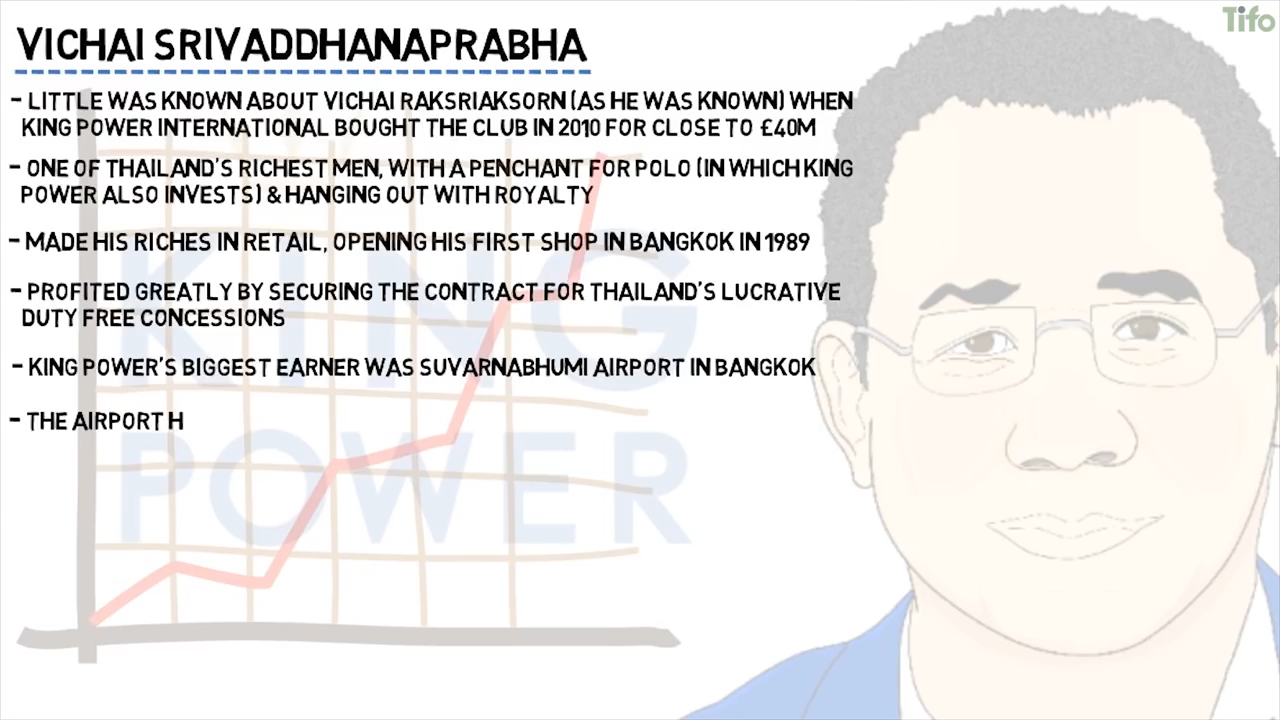 Tifo
VICHAI SRIVADDHANAPRABHA
- LITTLE WAS KNOWN ABOUT VICHAI RAKSRIAKSORN (AS HE WAS KNOWN) WHEN
KING POWER INTERNATIONAL BOUGHT THE CLUB IN 2010 FOR CLOSE TO £40M
- ONE OF THAILAND'S RICHEST MEN, WITH A PENCHANT FOR POLO (IN WHICH KING
POWER ALSO INVESTS) & HANGING OUT WITH ROYALTY
- MADE HIS RICHES IN RETAIL, OPENING HIS FIRST SHOP IN BANGKOK IN 1989
- PROFITED GREATLY BY SECURING THE CONTRACT FOR THAILAND'S LUCRATIVE
DUTY FREE CONCESSIONS
- KING POWER'S BIGGEST EARNER WAS SUVARNABHUMI AIRPORT IN BANGKOK
- THE AIRPORT H
KING
POWER